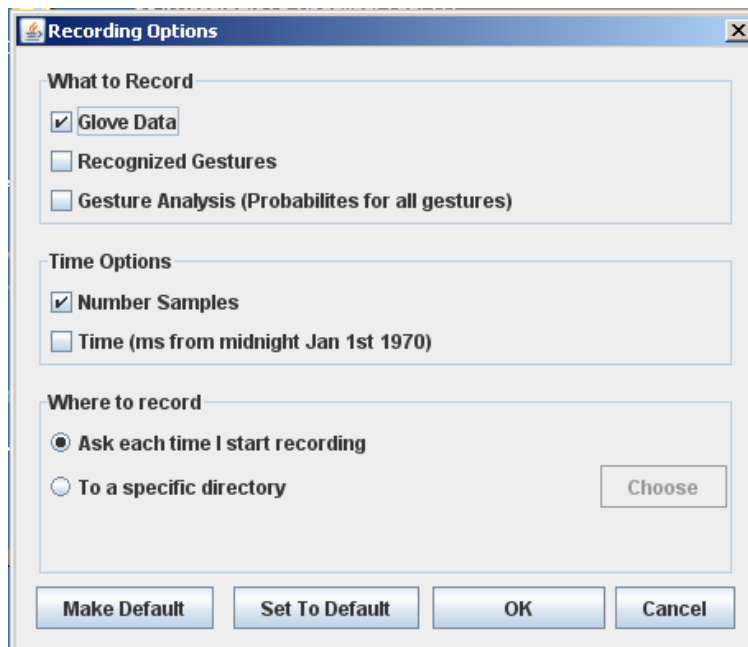 Recording Options
What to Record
Glove Data
Recognized Gestures
Gesture Analysis (Probabilites for all gestures)
Time Options
Number Samples
Time (ms from midnight Jan 1st 1970)
Where to record
Ask each time I start recording
To a specific directory Choose
Make Default Set To Default OK Cancel